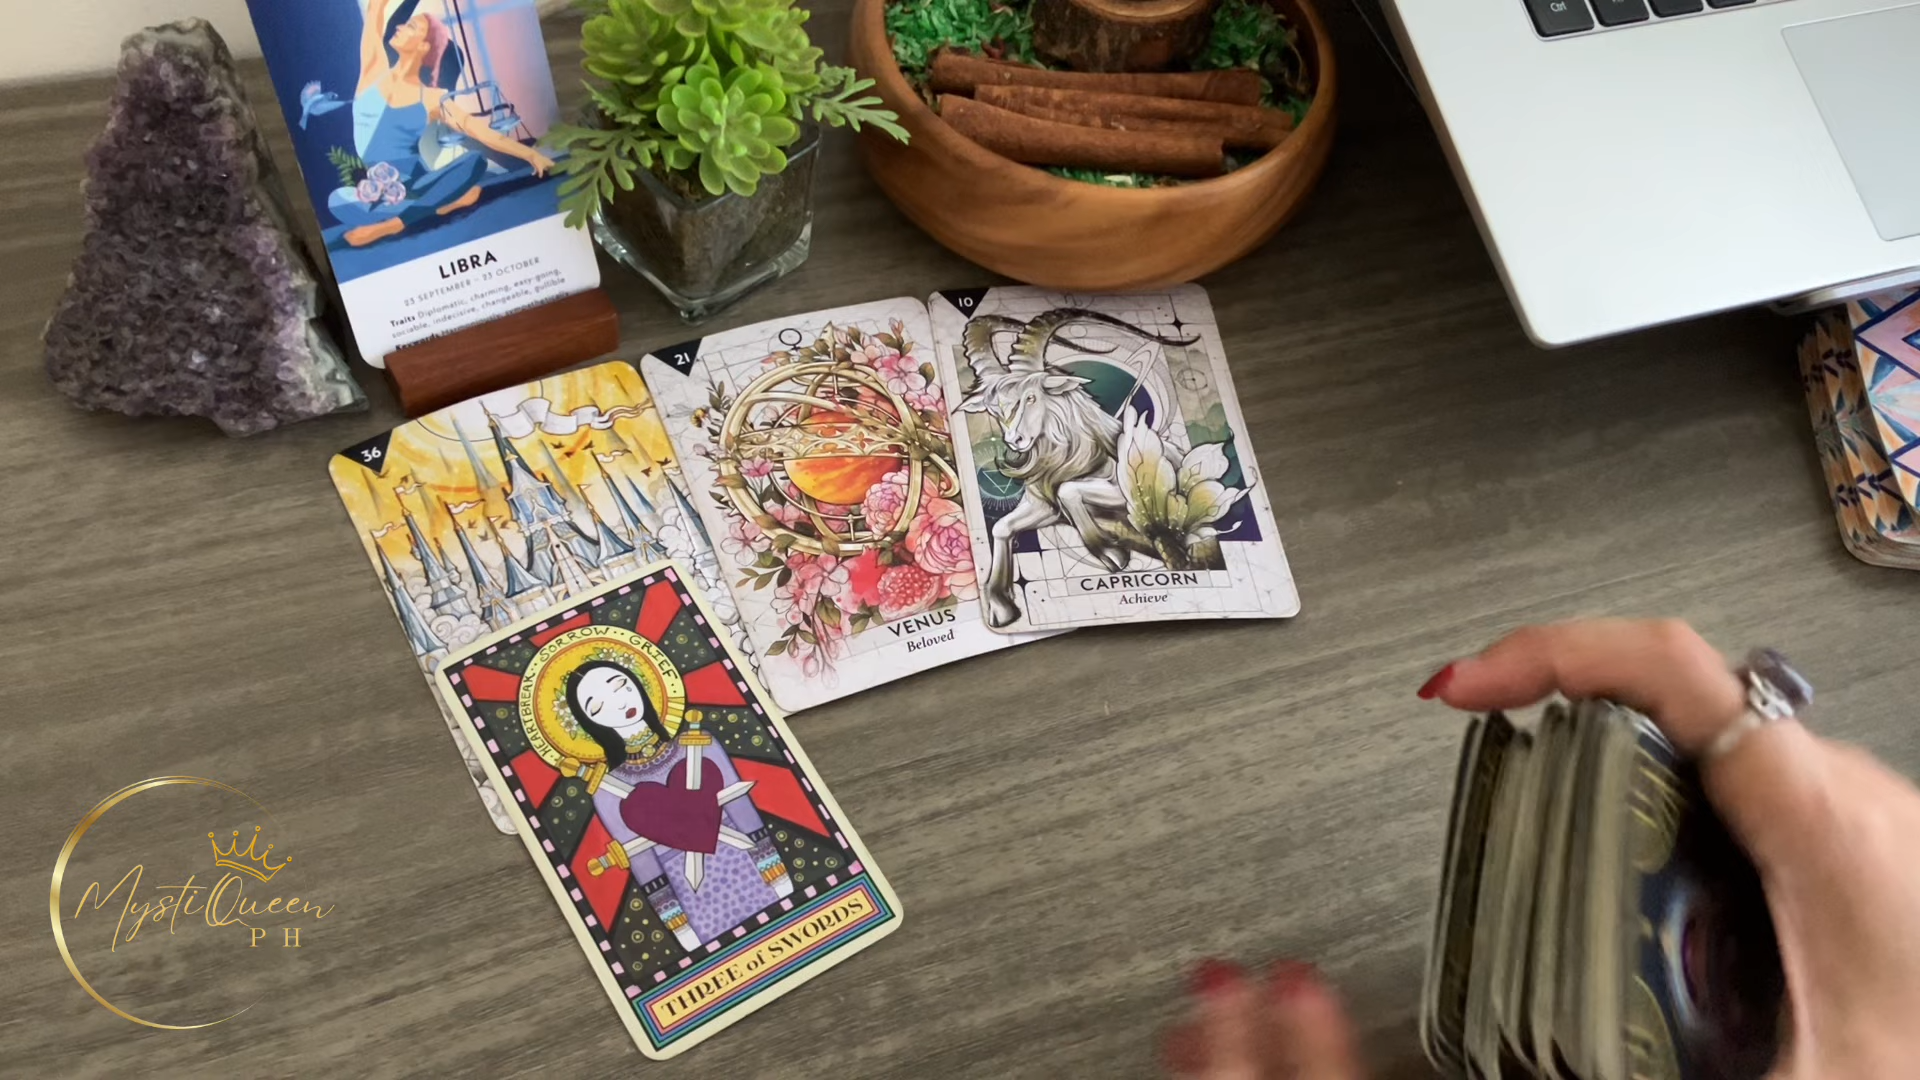 Ctrl
LIBRA
23 SEPTEMBER - 23 OCTOBER
Traits Diplomatic, charming, easy-going,
sociable, indecisive, changeable, gullible
10
21
36
CAPRICORN
Achieve
VENUS
Beloved
HEARTBREAK·SORROW··GRIEF··
THREE of SWORDS
MystiQueen
PH